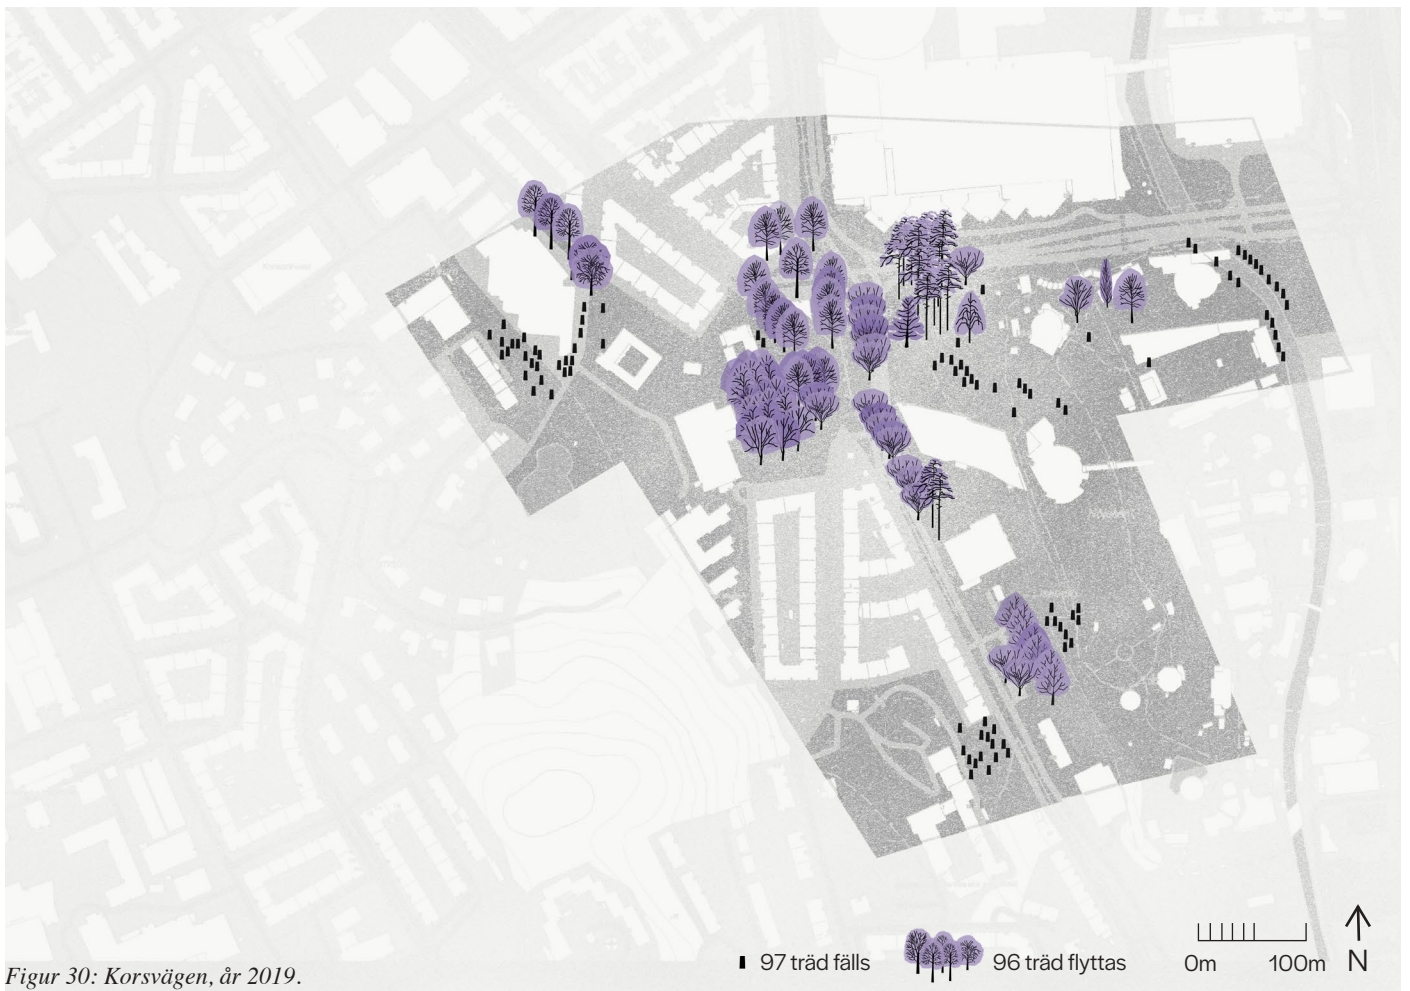 97 träd fälls
96 träd flyttas
0m
100m
N
Figur 30: Korsvägen, år 2019.